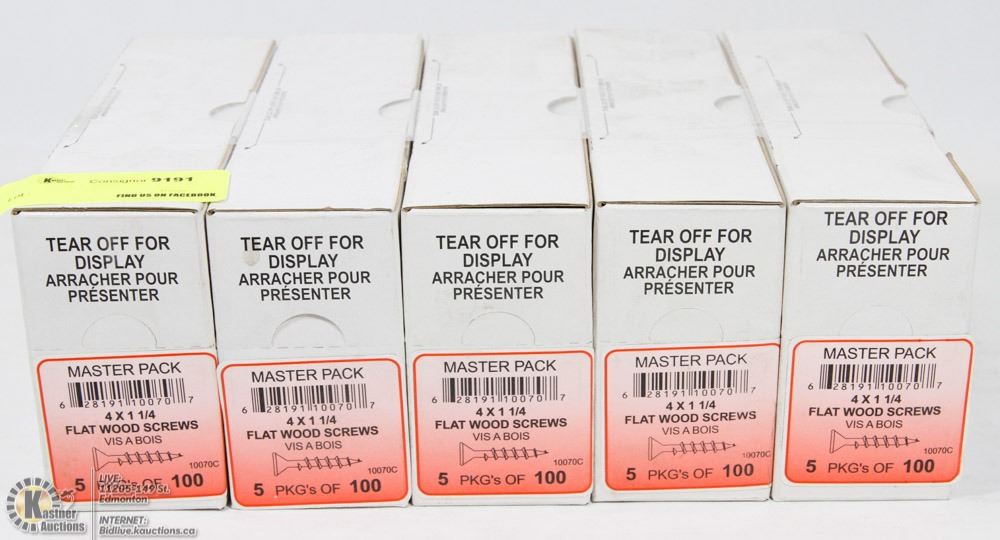 Consignor 9191
FIND US ON FACEBOOK
TEAR OFF FOR
DISPLAY
ARRACHER POUR
PRÉSENTER
MASTER PACK
6 28191 10070 7
4 X 1 1/4
FLAT WOOD SCREWS
VIS A BOIS
10070C
5 OF 100
TEAR OFF FOR
DISPLAY
ARRACHER POUR
PRÉSENTER
MASTER PACK
6 28191 10070 7
4 X 1 1/4
FLAT WOOD SCREWS
VIS A BOIS
10070C
5 PKG's OF 100
TEAR OFF FOR
DISPLAY
ARRACHER POUR
PRÉSENTER
MASTER PACK
6 28191 10070 7
4 X 1 1/4
FLAT WOOD SCREWS
VIS A BOIS
10070C
5 PKG's OF 100
TEAR OFF FOR
DISPLAY
ARRACHER POUR
PRÉSENTER
MASTER PACK
6 28191 10070 7
4 X 1 1/4
FLAT WOOD SCREWS
VIS A BOIS
10070C
5 PKG's OF 100
TEAR OFF FOR
DISPLAY
ARRACHER POUR
PRÉSENTER
MASTER PACK
6 28191 10070 7
4 X 1 1/4
FLAT WOOD SCREWS
VIS A BOIS
10070C
5 PKG's OF 100
Kastner
Auctions
LIVE:
11205-149 St.
Edmonton
INTERNET:
Bidlive.kauctions.ca